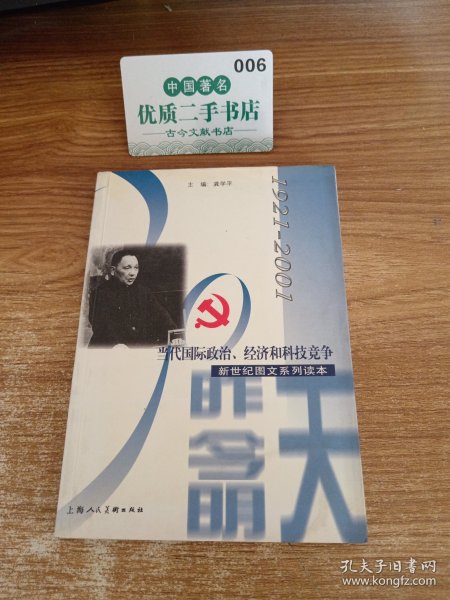 006
中国著名
优质二手书店
古今文献书店
主 编:龚学平
1921-2001
当代国际政治、经济和科技竞争
新世纪图文系列读本
昨
今
明
天
上海人民美术出版社
孔夫子旧书网
www.kongfz.com